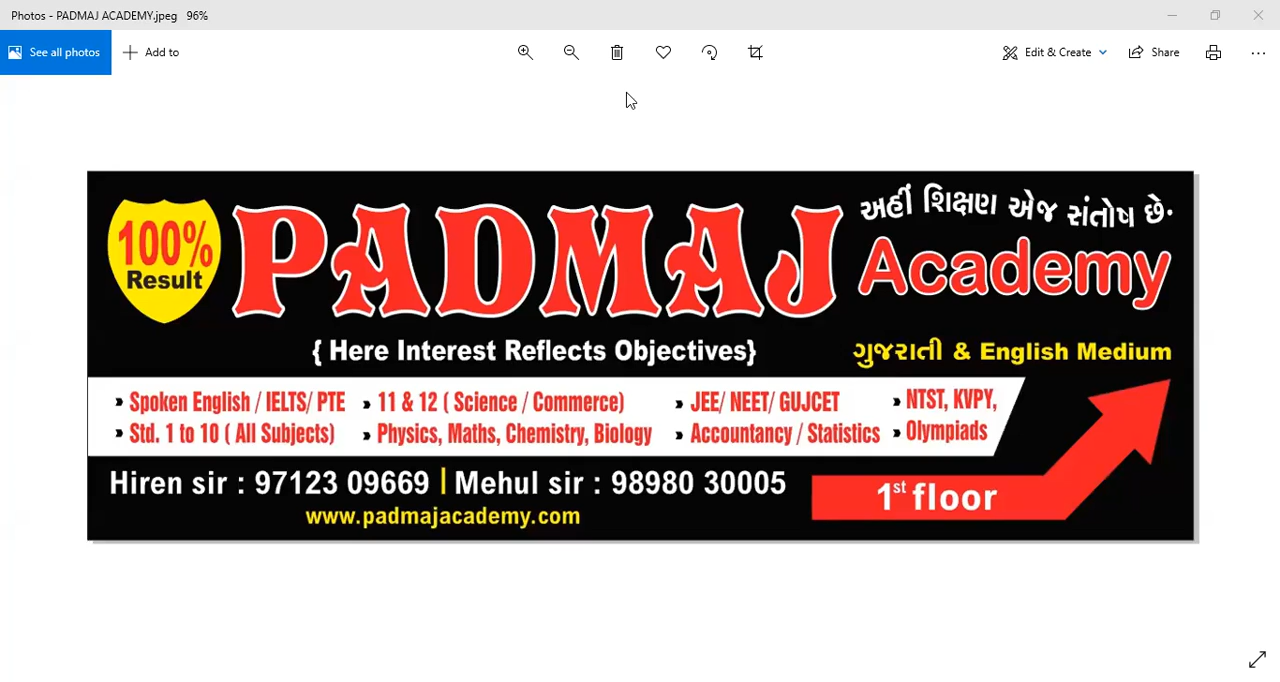 Photos - PADMAJ ACADEMY.jpeg 96%
See all photos
Add to
Edit & Create
Share
100%
Result
PADMAJ
અહીં શિક્ષણ એજ સંતોષ છે.
Academy
{ Here Interest Reflects Objectives}
ગુજરાતી & English Medium
» Spoken English / IELTS/ PTE » 11 & 12 ( Science / Commerce) » JEE/ NEET/ GUJCET » NTST, KVPY,
» Std. 1 to 10 ( All Subjects) » Physics, Maths, Chemistry, Biology » Accountancy / Statistics » Olympiads
Hiren sir : 97123 09669 | Mehul sir : 98980 30005
www.padmajacademy.com
1st floor